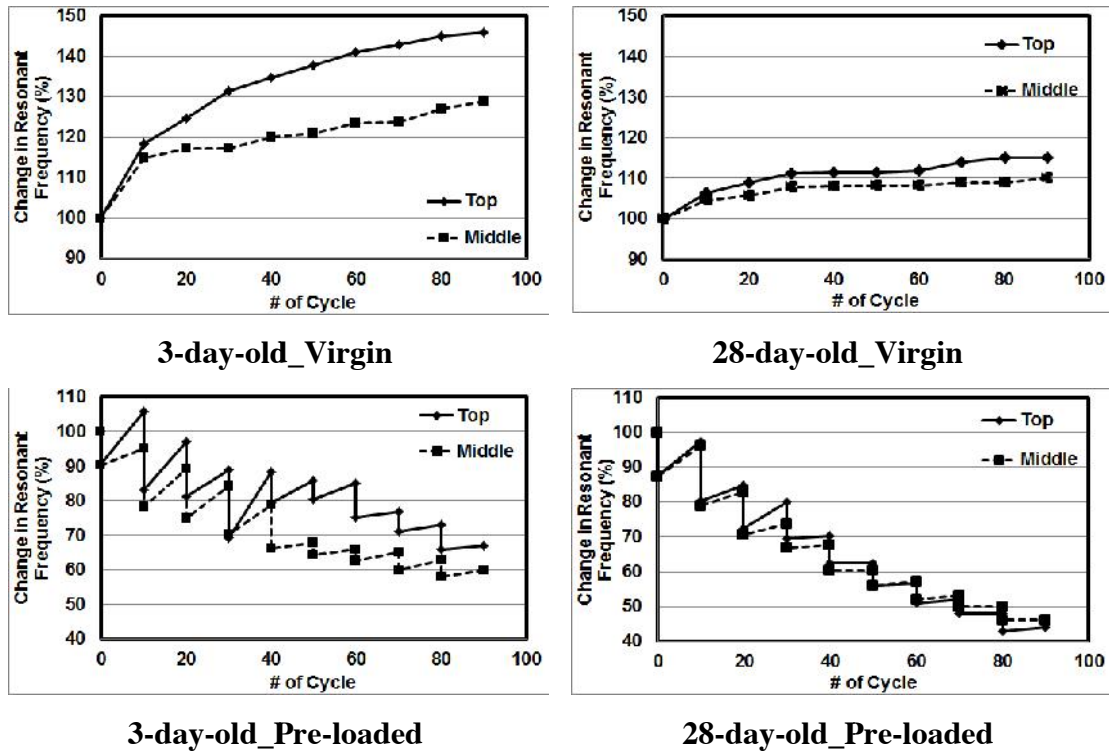 Change in Resonant
Frequency (%)
150
140
130
120
110
100
90
0 20 40 60 80 100
# of Cycle
Top
Middle
3-day-old_Virgin
Change in Resonant
Frequency (%)
150
140
130
120
110
100
90
0 20 40 60 80 100
# of Cycle
Top
Middle
28-day-old_Virgin
Change in Resonant
Frequency (%)
110
100
90
80
70
60
50
40
0 20 40 60 80 100
# of Cycle
Top
Middle
3-day-old_Pre-loaded
Change in Resonant
Frequency (%)
110
100
90
80
70
60
50
40
0 20 40 60 80 100
# of Cycle
Top
Middle
28-day-old_Pre-loaded